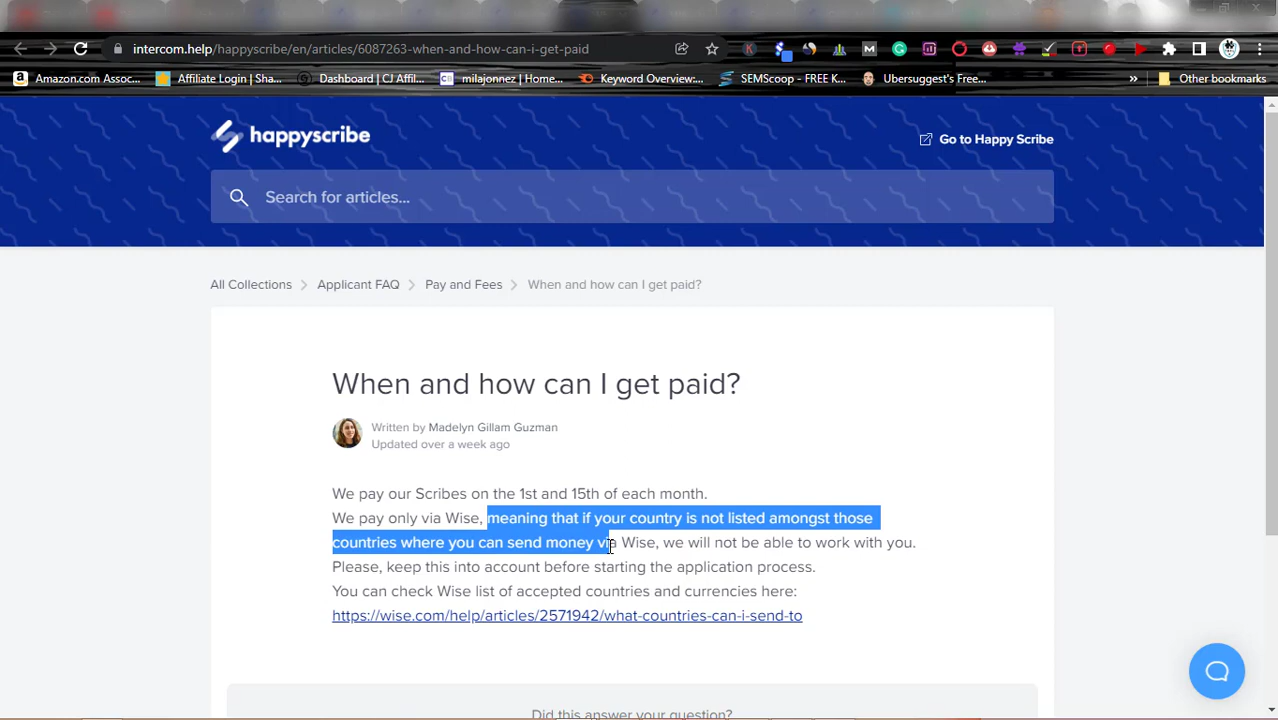 intercom.help/happyscribe/en/articles/6087263-when-and-how-can-i-get-paid
Amazon.com Assoc... Affiliate Login | Sha... Dashboard | CJ Affil... milajonnez | Home... Keyword Overview:... SEMScoop - FREE K... Ubersuggest's Free... » Other bookmarks
happyscribe
Go to Happy Scribe
Search for articles...
All Collections > Applicant FAQ > Pay and Fees > When and how can I get paid?
When and how can I get paid?
Written by Madelyn Gillam Guzman
Updated over a week ago
We pay our Scribes on the 1st and 15th of each month.
We pay only via Wise, meaning that if your country is not listed amongst those
countries where you can send money via Wise, we will not be able to work with you.
Please, keep this into account before starting the application process.
You can check Wise list of accepted countries and currencies here:
https://wise.com/help/articles/2571942/what-countries-can-i-send-to
Did this answer your question?